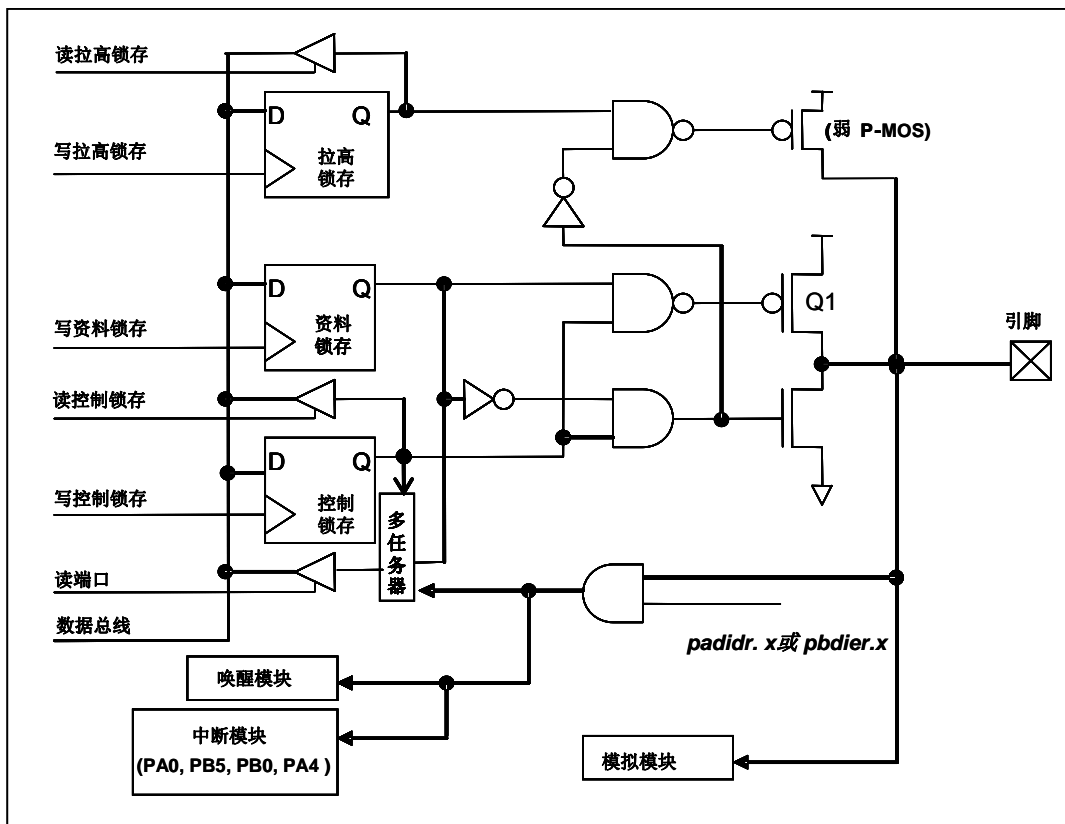 读拉高锁存
D
Q
(弱 P-MOS)
写拉高锁存
拉高
锁存
D
Q
Q1
写资料锁存
资料
锁存
引脚
读控制锁存
D
Q
写控制锁存
控制
锁存
多
任
务
器
读端口
数据总线
padidr. x或 pbdier.x
唤醒模块
中断模块
(PA0, PB5, PB0, PA4 )
模拟模块